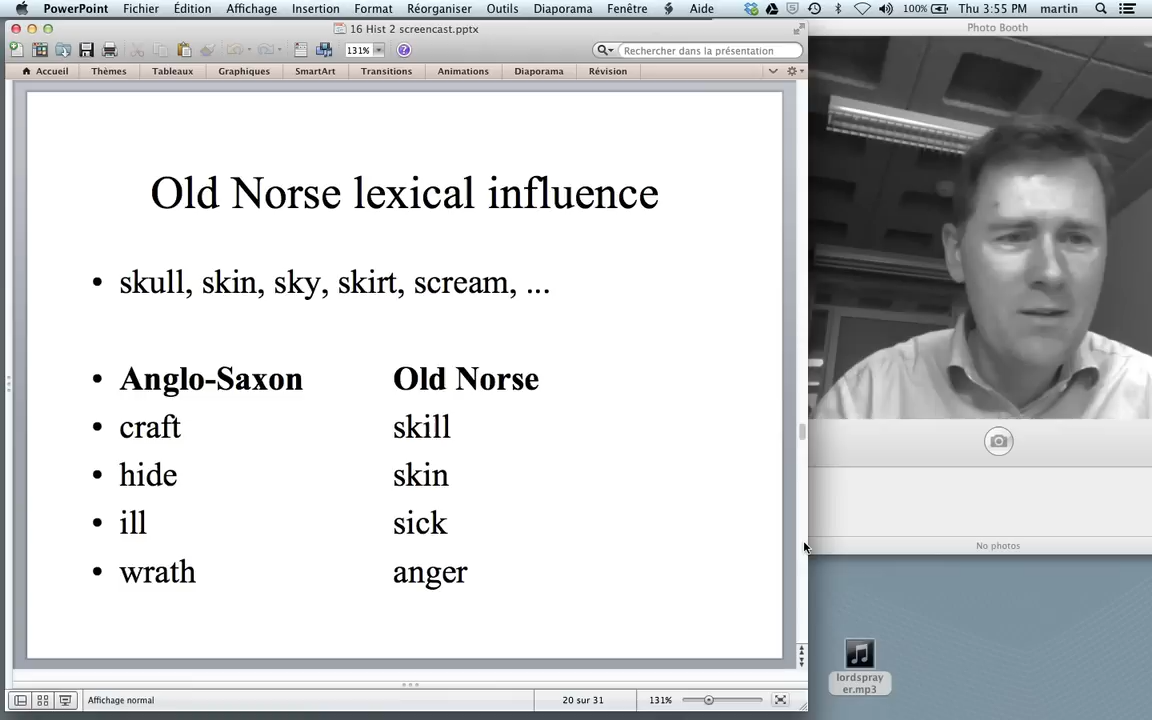 PowerPoint Fichier Édition Affichage Insertion Format Réorganiser Outils Diaporama Fenêtre Aide 100% Thu 3:55 PM martin
16 Hist 2 screencast.pptx
Photo Booth
131% Rechercher dans la présentation
Accueil Thèmes Tableaux Graphiques SmartArt Transitions Animations Diaporama Révision
Old Norse lexical influence
• skull, skin, sky, skirt, scream, ...
• Anglo-Saxon Old Norse
• craft skill
• hide skin
• ill sick
• wrath anger
No photos
lordspray
er.mp3
Affichage normal 20 sur 31 131%